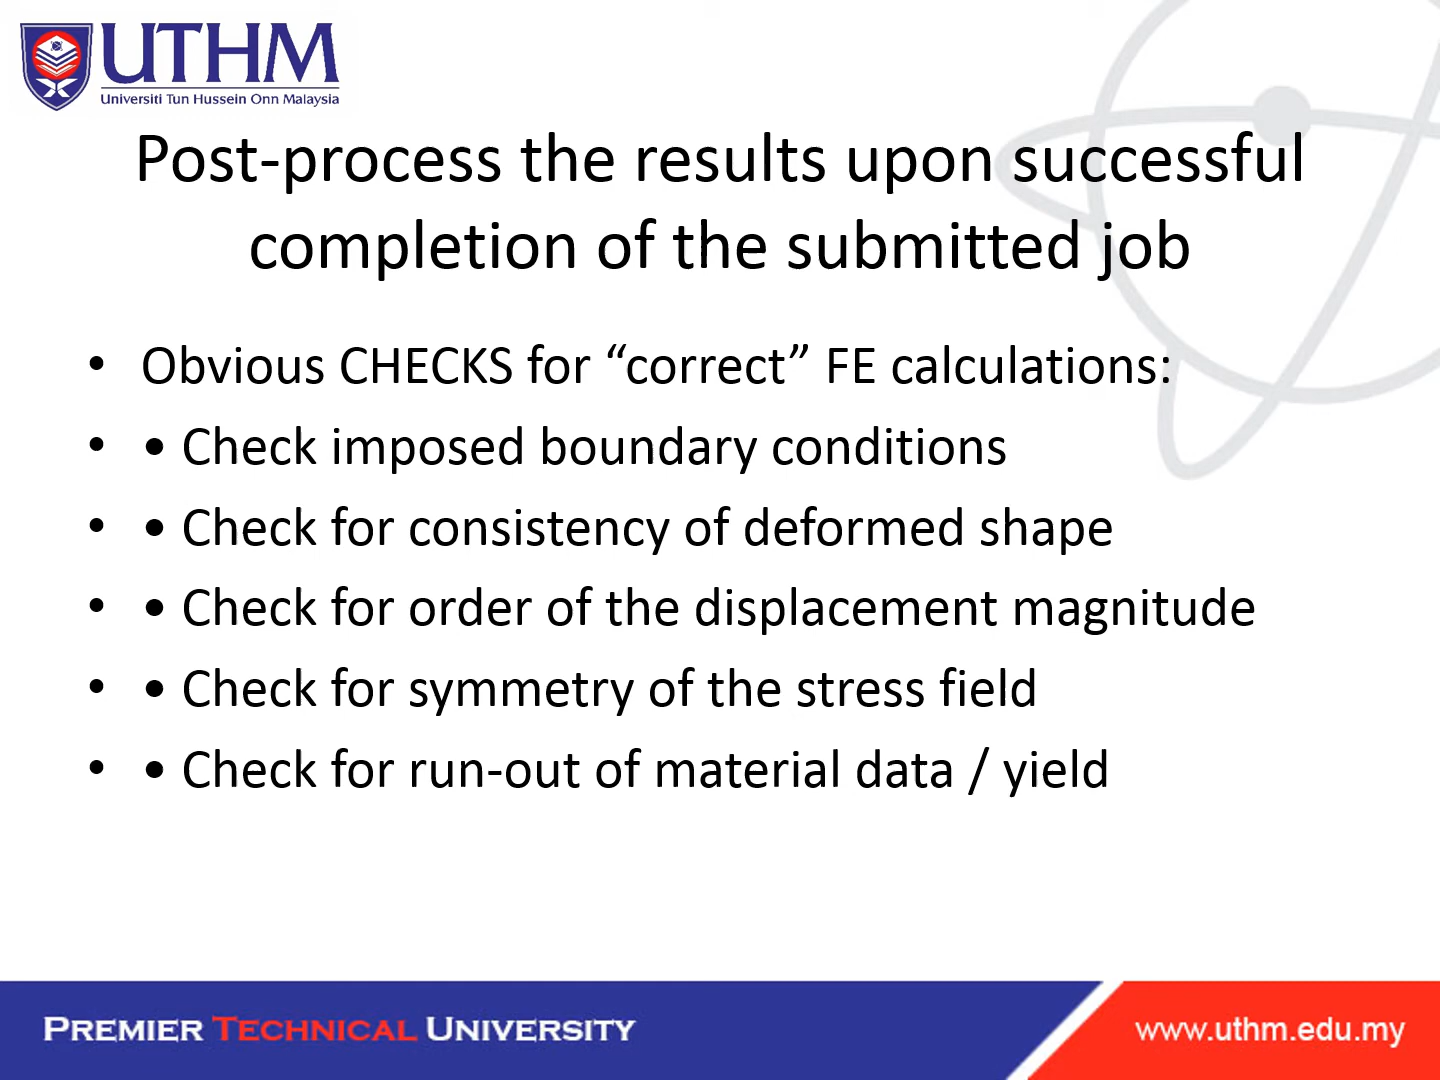 UTHM
Universiti Tun Hussein Onn Malaysia
Post-process the results upon successful
completion of the submitted job
• Obvious CHECKS for “correct” FE calculations:
• • Check imposed boundary conditions
• • Check for consistency of deformed shape
• • Check for order of the displacement magnitude
• • Check for symmetry of the stress field
• • Check for run-out of material data / yield
PREMIER TECHNICAL UNIVERSITY
www.uthm.edu.my